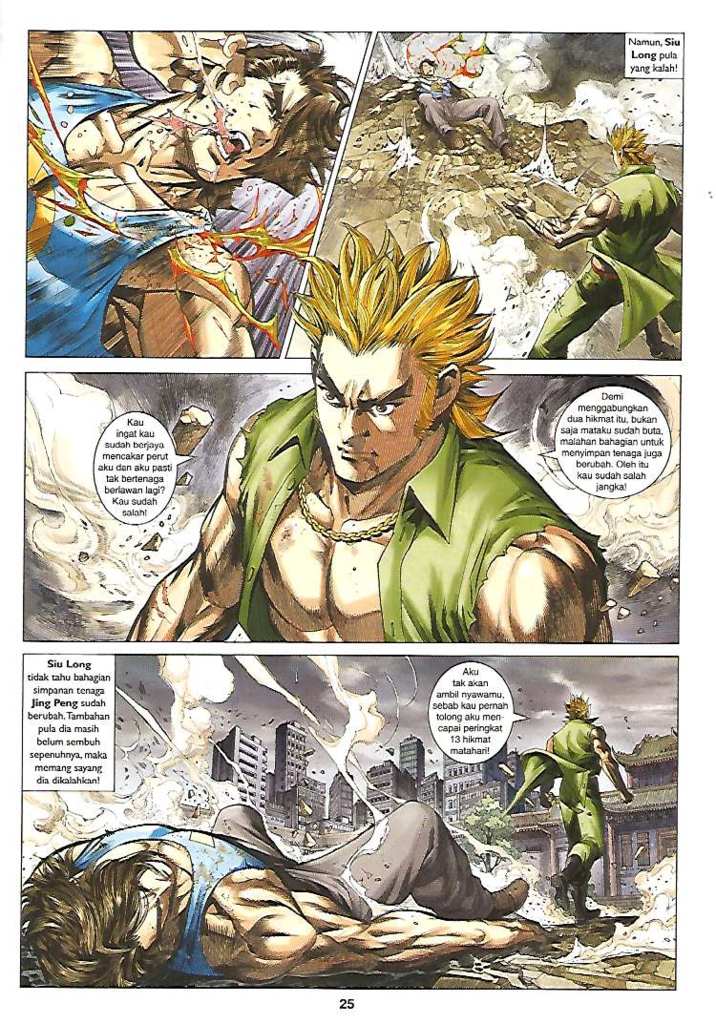 Namun, Siu
Long pula
yang kalah!
Kau
ingat kau
sudah berjaya
mencakar perut
aku dan aku pasti
tak bertenaga
berlawan lagi?
Kau sudah
salah!
Demi
menggabungkan
dua hikmat itu, bukan
saja mataku sudah buta,
malahan bahagian untuk
menyimpan tenaga juga
berubah. Oleh itu
kau sudah salah
jangka!
Siu Long
tidak tahu bahagian
simpanan tenaga
Jing Peng sudah
berubah. Tambahan
pula dia masih
belum sembuh
sepenuhnya, maka
memang sayang
dia dikalahkan!
Aku
tak akan
ambil nyawamu,
sebab kau pernah
tolong aku men-
capai peringkat
13 hikmat
matahari!
25